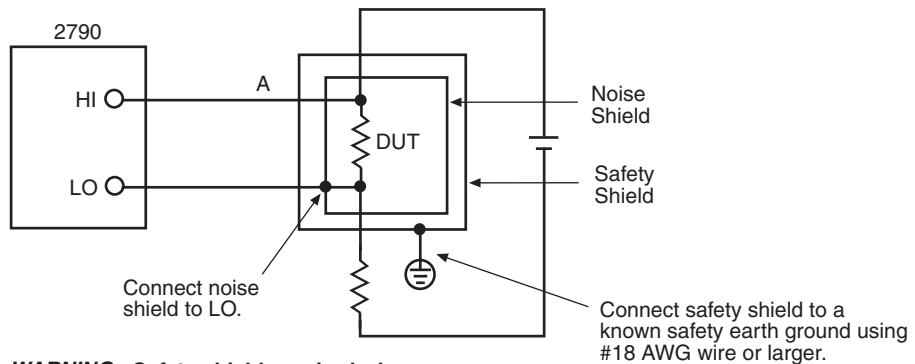 2790
HI
A
LO
DUT
Noise
Shield
Safety
Shield
Connect noise
shield to LO.
Connect safety shield to a
known safety earth ground using
#18 AWG wire or larger.